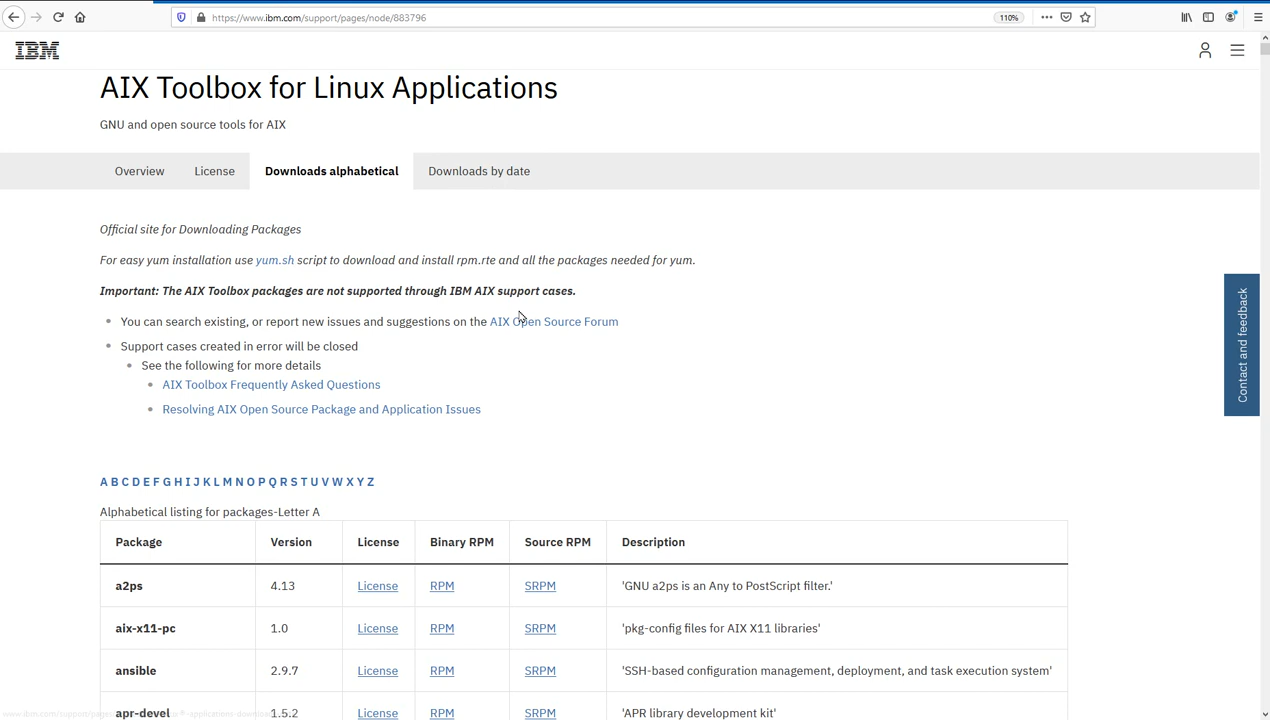 https://www.ibm.com/support/pages/node/883796
110%
IBM
AIX Toolbox for Linux Applications
GNU and open source tools for AIX
Overview License Downloads alphabetical Downloads by date
Official site for Downloading Packages
For easy yum installation use yum.sh script to download and install rpm.rte and all the packages needed for yum.
Important: The AIX Toolbox packages are not supported through IBM AIX support cases.
You can search existing, or report new issues and suggestions on the AIX Open Source Forum
Support cases created in error will be closed
See the following for more details
AIX Toolbox Frequently Asked Questions
Resolving AIX Open Source Package and Application Issues
Contact and feedback
A B C D E F G H I J K L M N O P Q R S T U V W X Y Z
Alphabetical listing for packages-Letter A
Package Version License Binary RPM Source RPM Description
a2ps 4.13 License RPM SRPM 'GNU a2ps is an Any to PostScript filter.'
aix-x11-pc 1.0 License RPM SRPM 'pkg-config files for AIX X11 libraries'
ansible 2.9.7 License RPM SRPM 'SSH-based configuration management, deployment, and task execution system'
apr-devel 1.5.2 License RPM SRPM 'APR library development kit'